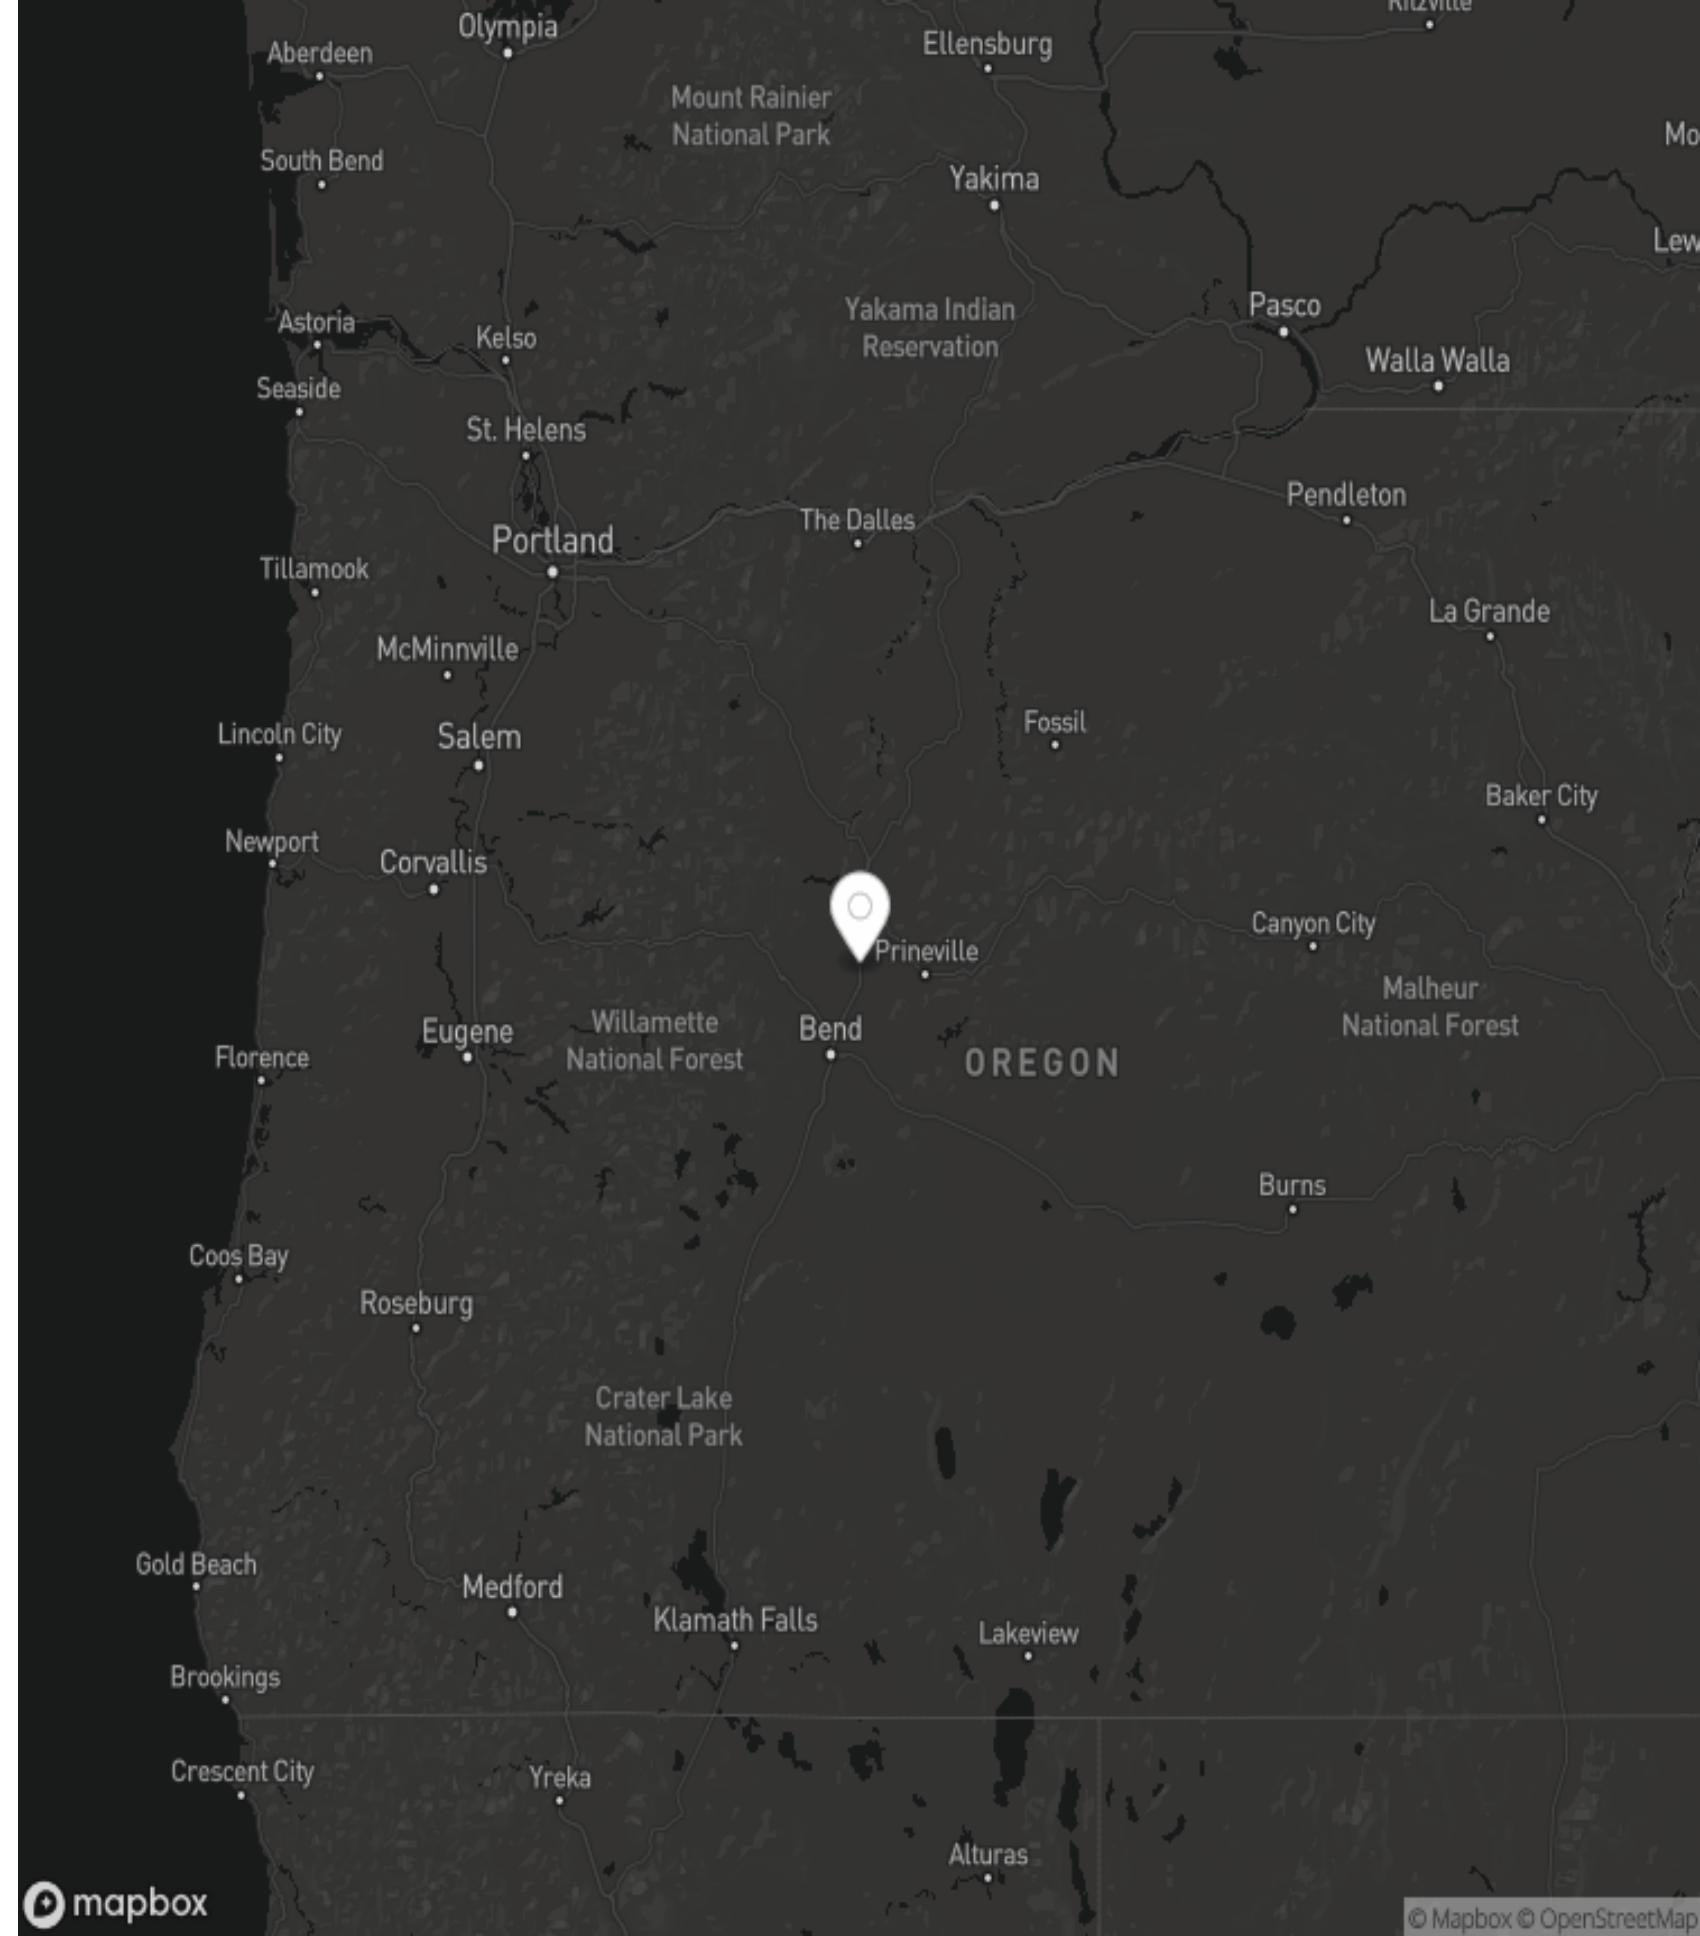 Ritzville
Olympia
Ellensburg
Aberdeen
Mount Rainier
National Park
Mo
South Bend
Yakima
Lew
Yakama Indian
Reservation
Pasco
Astoria
Kelso
Walla Walla
Seaside
St. Helens
Pendleton
The Dalles
Portland
Tillamook
La Grande
McMinnville
Fossil
Lincoln City
Salem
Baker City
Newport
Corvallis
Canyon City
Prineville
Malheur
National Forest
Willamette
National Forest
Eugene
Bend
Florence
OREGON
Burns
Coos Bay
Roseburg
Crater Lake
National Park
Gold Beach
Medford
Klamath Falls
Lakeview
Brookings
Crescent City
Yreka
Alturas
mapbox
© Mapbox © OpenStreetMap